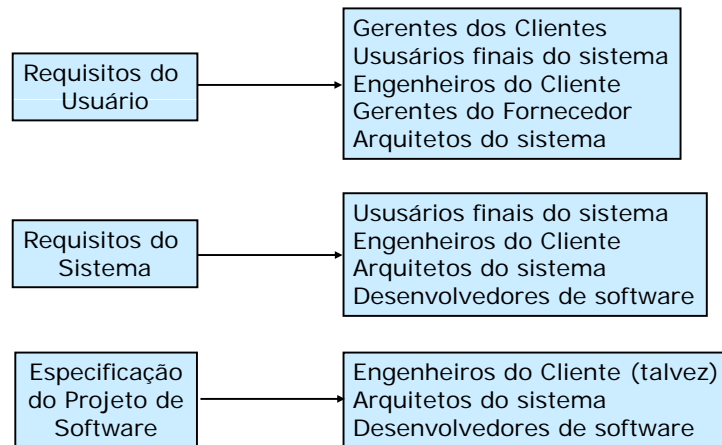 Requisitos do
Usuário
Gerentes dos Clientes
Ususários finais do sistema
Engenheiros do Cliente
Gerentes do Fornecedor
Arquitetos do sistema
Requisitos do
Sistema
Ususários finais do sistema
Engenheiros do Cliente
Arquitetos do sistema
Desenvolvedores de software
Especificação
do Projeto de
Software
Engenheiros do Cliente (talvez)
Arquitetos do sistema
Desenvolvedores de software